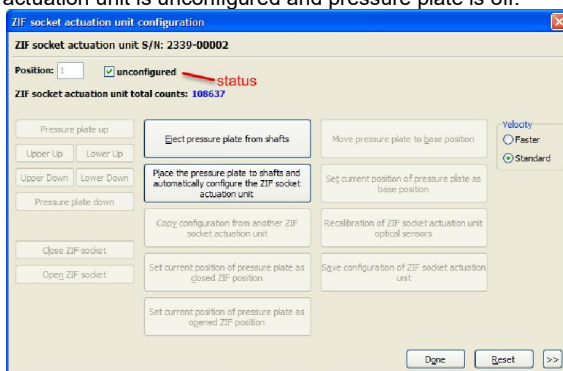 actuation unit is unconfigured and pressure plate is off.
ZIF socket actuation unit configuration
ZIF socket actuation unit S/N: 2339-00002
Position: 1 unconfigured status
ZIF socket actuation unit total counts: 108637
Pressure plate up
Upper Up Lower Up
Upper Down Lower Down
Pressure plate down
Close ZIF socket
Open ZIF socket
Eject pressure plate from shafts
Place the pressure plate to shafts and
automatically configure the ZIF socket
actuation unit
Copy configuration from another ZIF
socket actuation unit
Set current position of pressure plate as
closed ZIF position
Set current position of pressure plate as
opened ZIF position
Move pressure plate to base position
Set current position of pressure plate as
base position
Recalibration of ZIF socket actuation unit
optical sensors
Save configuration of ZIF socket actuation
unit
Velocity
Faster
Standard
Done Reset >>